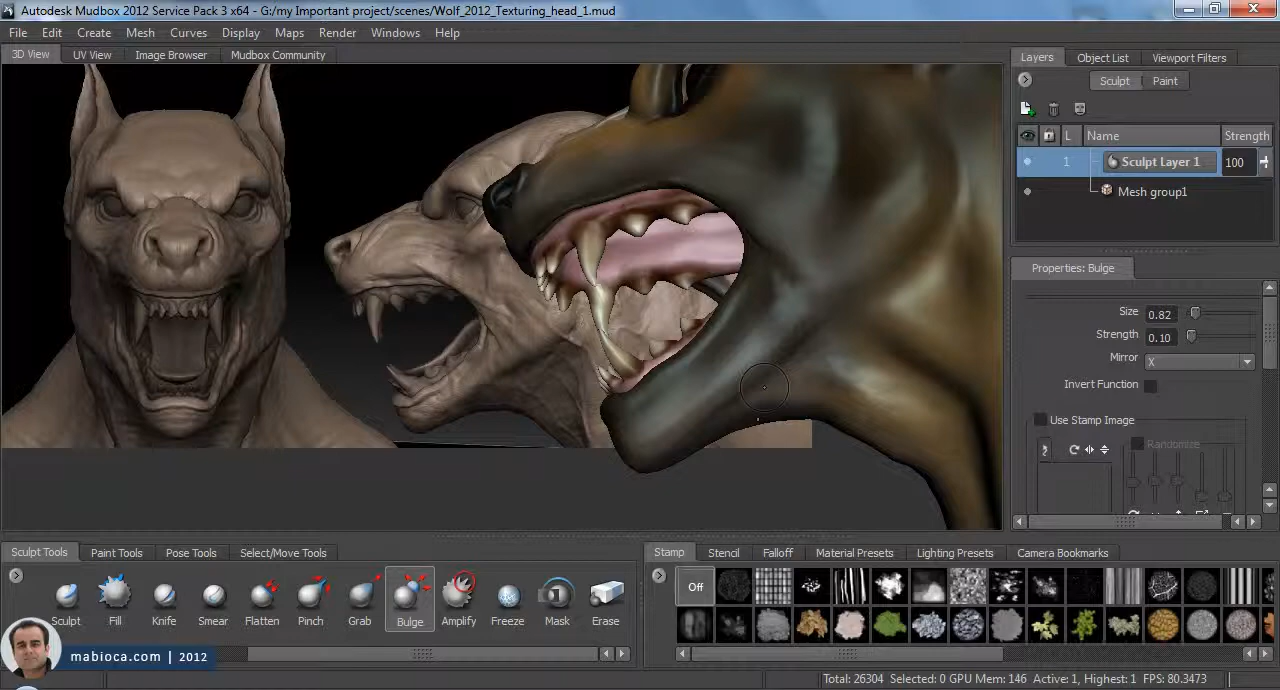 Autodesk Mudbox 2012 Service Pack 3 x64 - G:/my Important project/scenes/Wolf_2012_Texturing_head_1.mud
File Edit Create Mesh Curves Display Maps Render Windows Help
3D View UV View Image Browser Mudbox Community
Layers Object List Viewport Filters
Sculpt Paint
L Name Strength
1 Sculpt Layer 1 100
Mesh group1
Properties: Bulge
Size 0.82
Strength 0.10
Mirror X
Invert Function
Use Stamp Image
Randomize
Sculpt Tools Paint Tools Pose Tools Select/Move Tools
Stamp Stencil Falloff Material Presets Lighting Presets Camera Bookmarks
Off
Sculpt Fill Knife Smear Flatten Pinch Grab Bulge Amplify Freeze Mask Erase
mabioca.com | 2012
Total: 26304 Selected: 0 GPU Mem: 146 Active: 1, Highest: 1 FPS: 80.3473